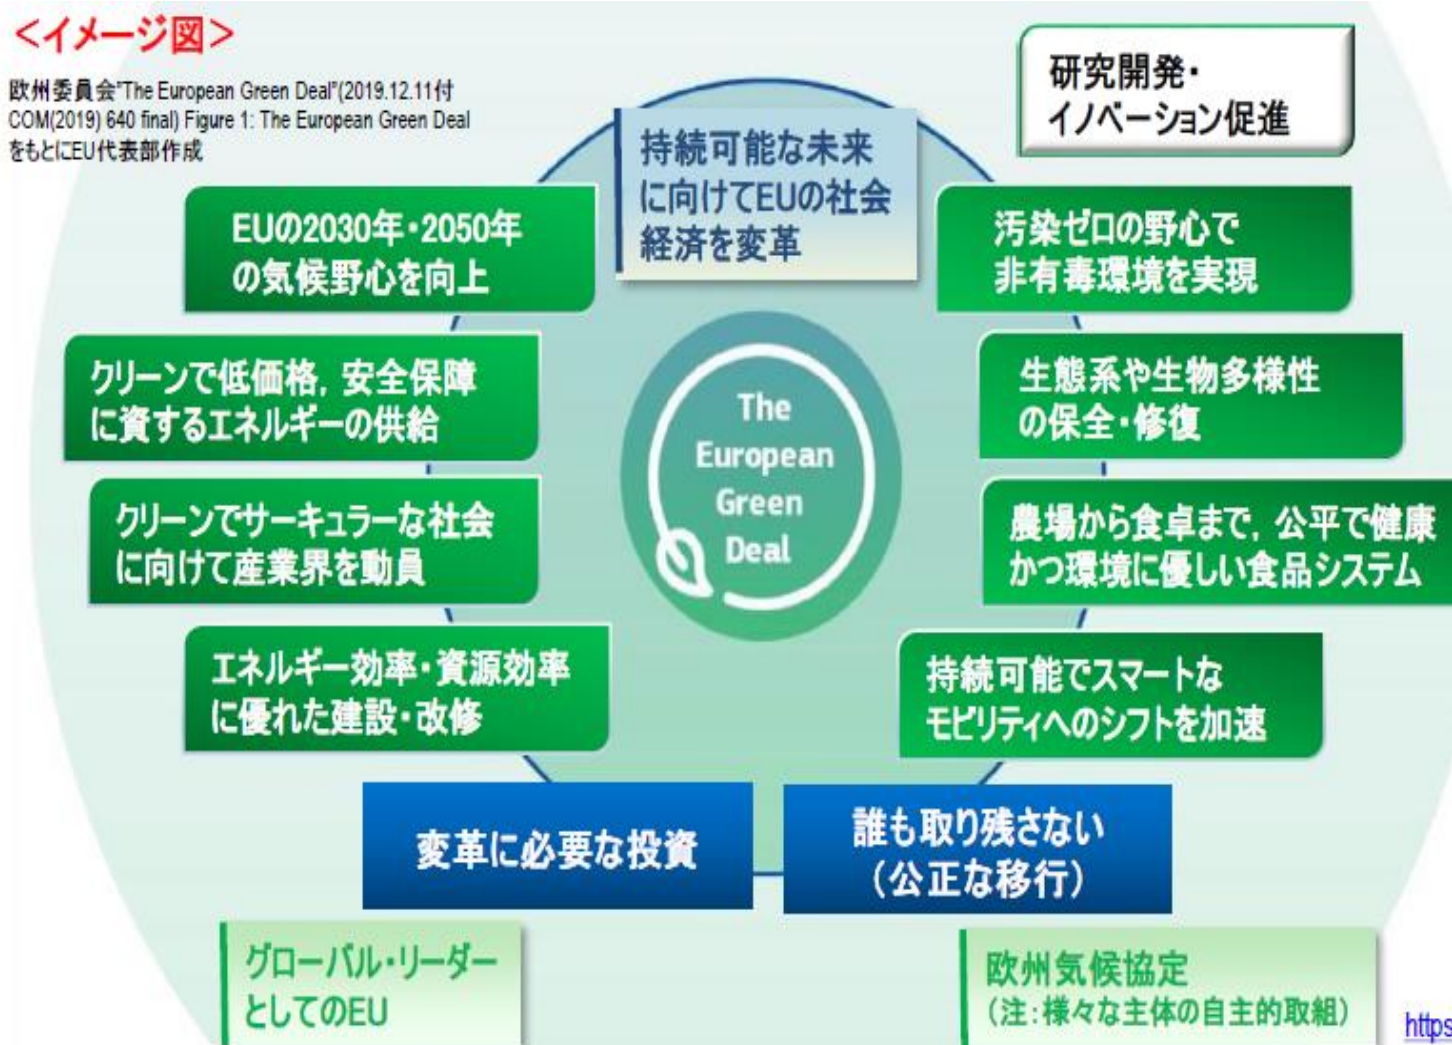 ＜イメージ図＞
欧州委員会"The European Green Deal"(2019.12.11付
COM(2019) 640 final) Figure 1: The European Green Deal
をもとにEU代表部作成
研究開発・
イノベーション促進
持続可能な未来
に向けてEUの社会
経済を変革
EUの2030年・2050年
の気候野心を向上
汚染ゼロの野心で
非有毒環境を実現
クリーンで低価格，安全保障
に資するエネルギーの供給
生態系や生物多様性
の保全・修復
The
European
Green
Deal
クリーンでサーキュラーな社会
に向けて産業界を動員
農場から食卓まで，公平で健康
かつ環境に優しい食品システム
エネルギー効率・資源効率
に優れた建設・改修
持続可能でスマートな
モビリティへのシフトを加速
変革に必要な投資
誰も取り残さない
（公正な移行）
グローバル・リーダー
としてのEU
欧州気候協定
（注：様々な主体の自主的取組）
https